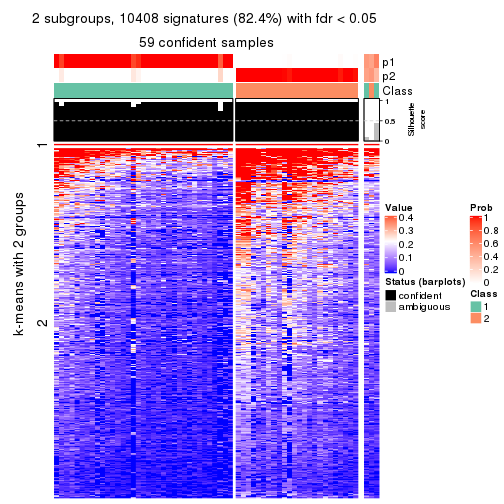 2 subgroups, 10408 signatures (82.4%) with fdr < 0.05
59 confident samples
p1
p2
Class
1
0.5
0
Silhouette
score
k-means with 2 groups
1
2
Value
0.4
0.3
0.2
0.1
0
Status (barplots)
confident
ambiguous
Prob
1
0.8
0.6
0.4
0.2
0
Class
1
2